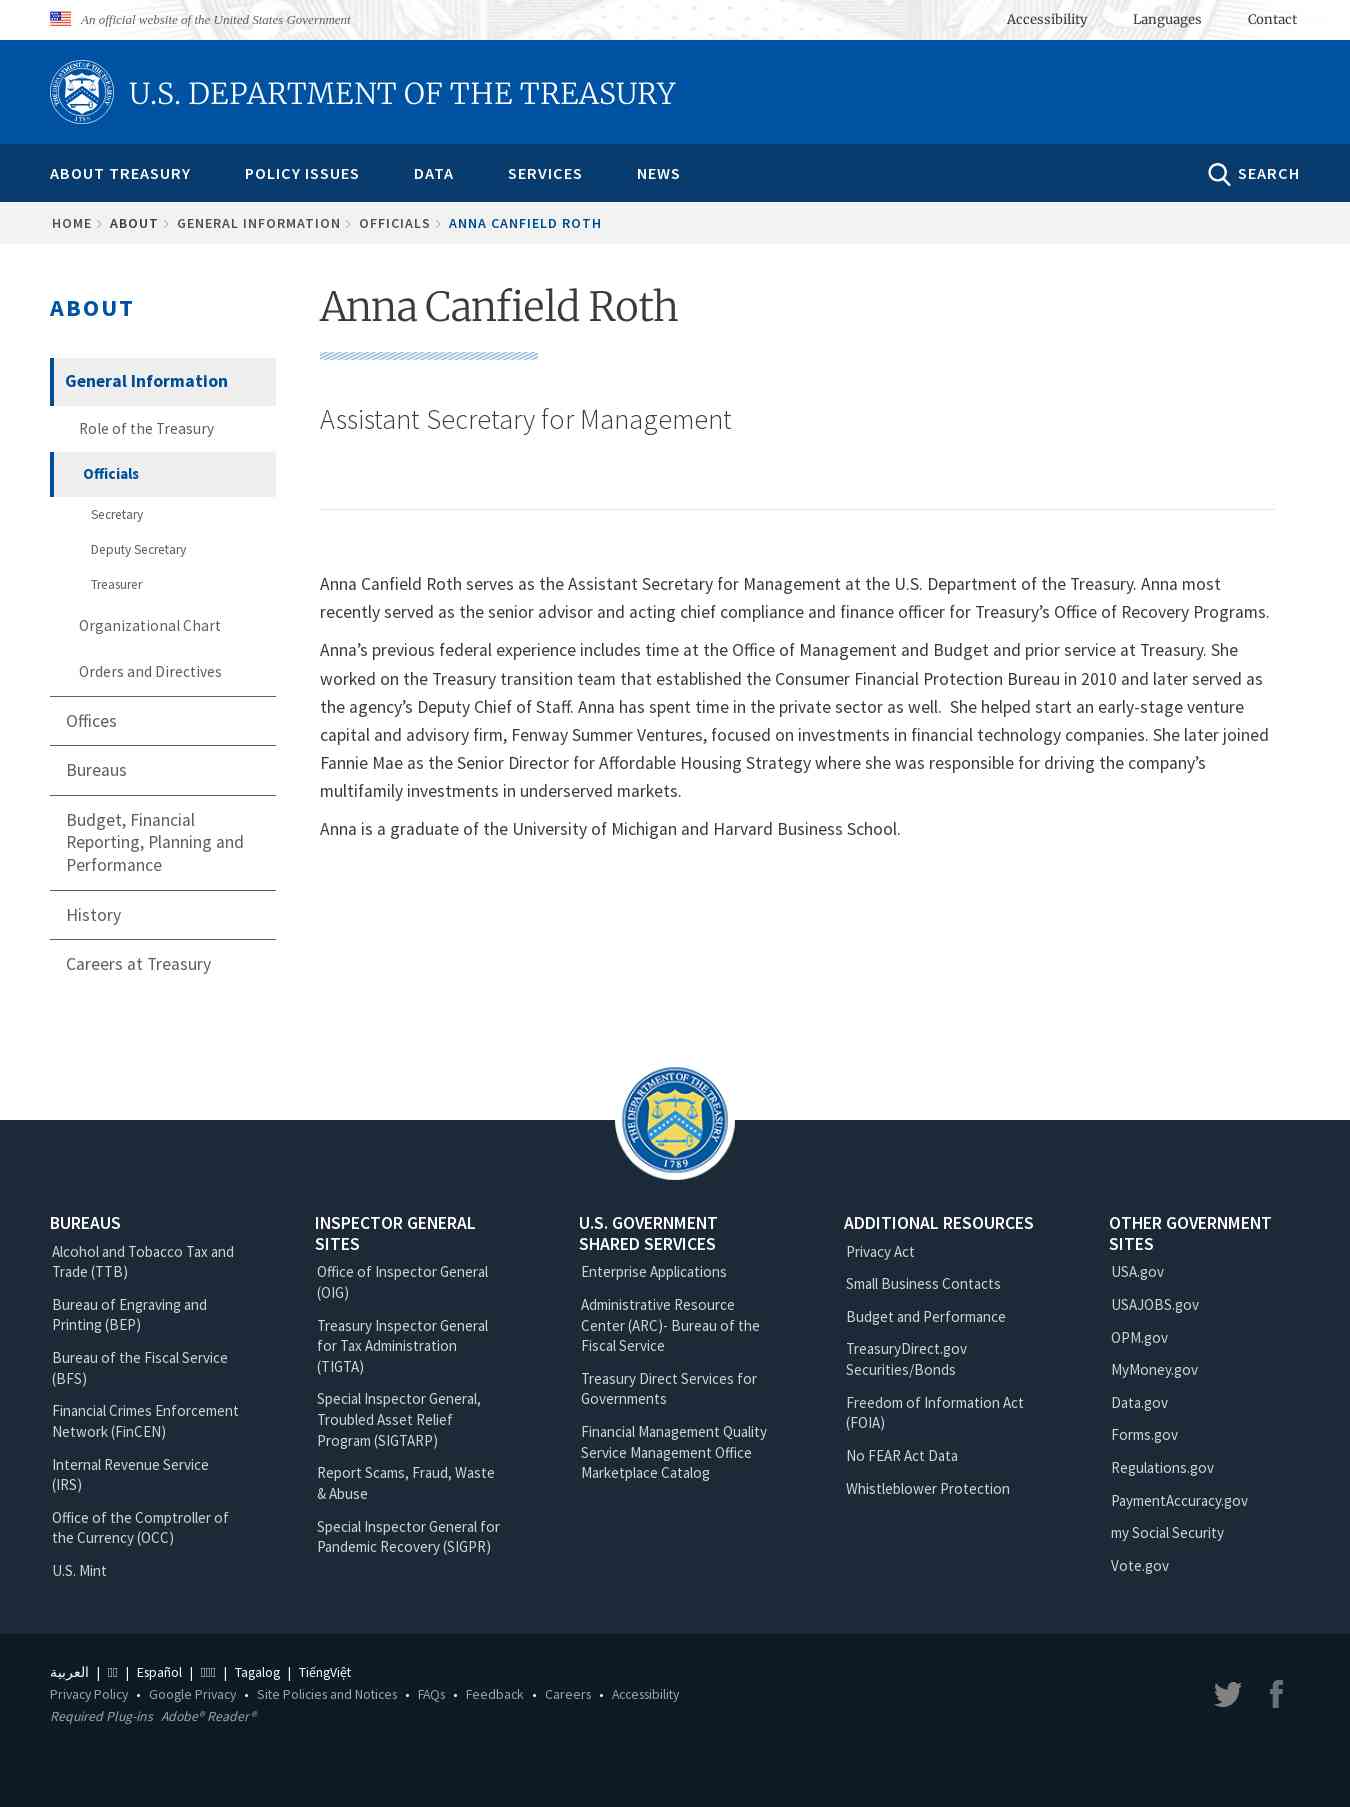 An official website of the United States Government
Accessibility
Languages
Contact
U.S. DEPARTMENT OF THE TREASURY
ABOUT TREASURY
POLICY ISSUES
DATA
SERVICES
NEWS
SEARCH
HOME
ABOUT
GENERAL INFORMATION
OFFICIALS
ANNA CANFIELD ROTH
ABOUT
General Information
Role of the Treasury
Officials
Secretary
Deputy Secretary
Treasurer
Organizational Chart
Orders and Directives
Offices
Bureaus
Budget, Financial
Reporting, Planning and
Performance
History
Careers at Treasury
Anna Canfield Roth
Assistant Secretary for Management
Anna Canfield Roth serves as the Assistant Secretary for Management at the U.S. Department of the Treasury. Anna most
recently served as the senior advisor and acting chief compliance and finance officer for Treasury’s Office of Recovery Programs.
Anna’s previous federal experience includes time at the Office of Management and Budget and prior service at Treasury. She
worked on the Treasury transition team that established the Consumer Financial Protection Bureau in 2010 and later served as
the agency’s Deputy Chief of Staff. Anna has spent time in the private sector as well.  She helped start an early-stage venture
capital and advisory firm, Fenway Summer Ventures, focused on investments in financial technology companies. She later joined
Fannie Mae as the Senior Director for Affordable Housing Strategy where she was responsible for driving the company’s
multifamily investments in underserved markets.
Anna is a graduate of the University of Michigan and Harvard Business School.
THE DEPARTMENT OF THE TREASURY
1789
BUREAUS
Alcohol and Tobacco Tax and
Trade (TTB)
Bureau of Engraving and
Printing (BEP)
Bureau of the Fiscal Service
(BFS)
Financial Crimes Enforcement
Network (FinCEN)
Internal Revenue Service
(IRS)
Office of the Comptroller of
the Currency (OCC)
U.S. Mint
INSPECTOR GENERAL
SITES
Office of Inspector General
(OIG)
Treasury Inspector General
for Tax Administration
(TIGTA)
Special Inspector General,
Troubled Asset Relief
Program (SIGTARP)
Report Scams, Fraud, Waste
& Abuse
Special Inspector General for
Pandemic Recovery (SIGPR)
U.S. GOVERNMENT
SHARED SERVICES
Enterprise Applications
Administrative Resource
Center (ARC)- Bureau of the
Fiscal Service
Treasury Direct Services for
Governments
Financial Management Quality
Service Management Office
Marketplace Catalog
ADDITIONAL RESOURCES
Privacy Act
Small Business Contacts
Budget and Performance
TreasuryDirect.gov
Securities/Bonds
Freedom of Information Act
(FOIA)
No FEAR Act Data
Whistleblower Protection
OTHER GOVERNMENT
SITES
USA.gov
USAJOBS.gov
OPM.gov
MyMoney.gov
Data.gov
Forms.gov
Regulations.gov
PaymentAccuracy.gov
my Social Security
Vote.gov
العربية | | Español | | Tagalog | TiếngViệt
Privacy Policy • Google Privacy • Site Policies and Notices • FAQs • Feedback • Careers • Accessibility
Required Plug-ins Adobe® Reader®